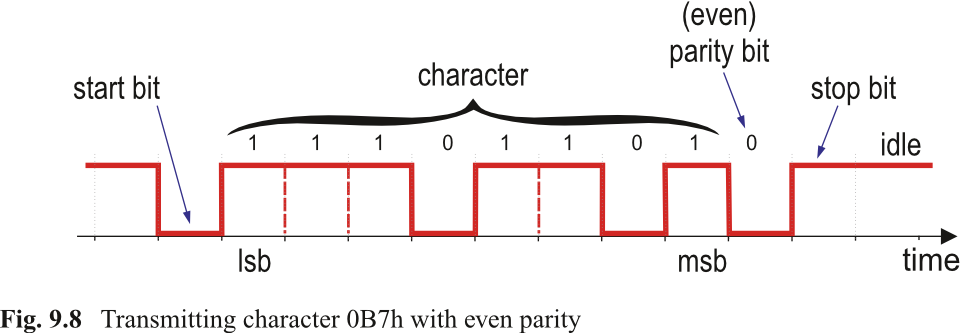 (even)
parity bit
character
start bit
stop bit
1 1 1 0 1 1 0 1 0
idle
lsb
msb
time
Fig. 9.8 Transmitting character 0B7h with even parity